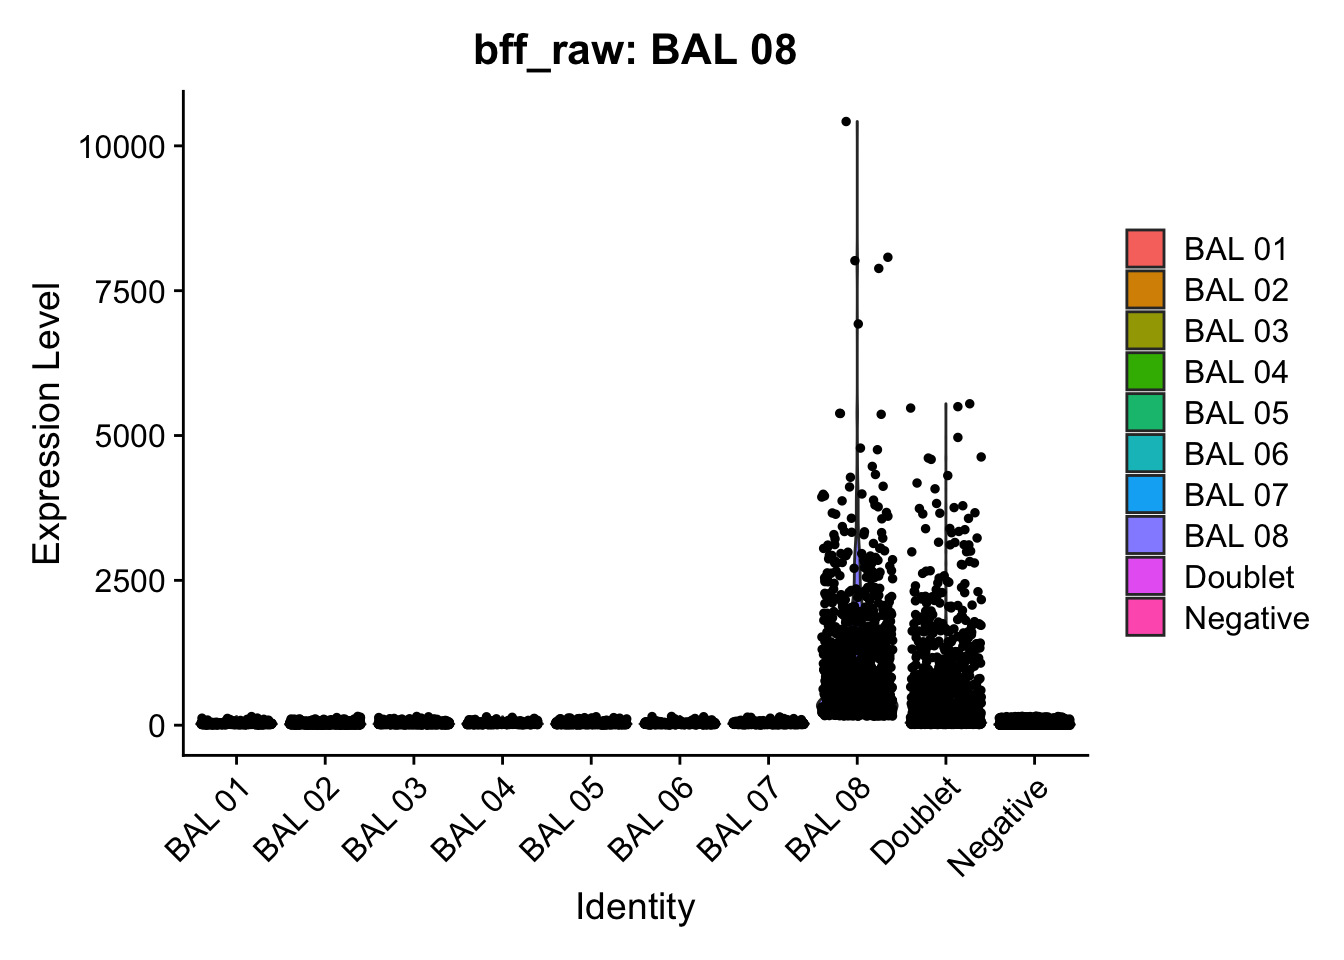 bff_raw: BAL 08
Expression Level
10000
7500
5000
2500
0
BAL 01
BAL 02
BAL 03
BAL 04
BAL 05
BAL 06
BAL 07
BAL 08
Doublet
Negative
Identity
BAL 01
BAL 02
BAL 03
BAL 04
BAL 05
BAL 06
BAL 07
BAL 08
Doublet
Negative